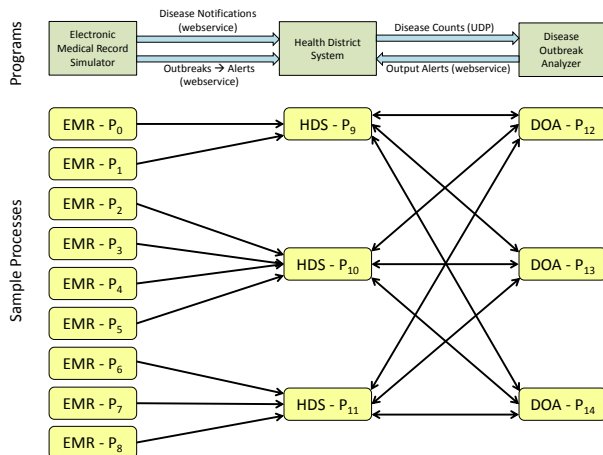 Programs
Electronic
Medical Record
Simulator
Disease Notifications
(webservice)
Outbreaks → Alerts
(webservice)
Health District
System
Disease Counts (UDP)
Output Alerts (webservice)
Disease
Outbreak
Analyzer
Sample Processes
EMR - P0
EMR - P1
EMR - P2
EMR - P3
EMR - P4
EMR - P5
EMR - P6
EMR - P7
EMR - P8
HDS - P9
HDS - P10
HDS - P11
DOA - P12
DOA - P13
DOA - P14